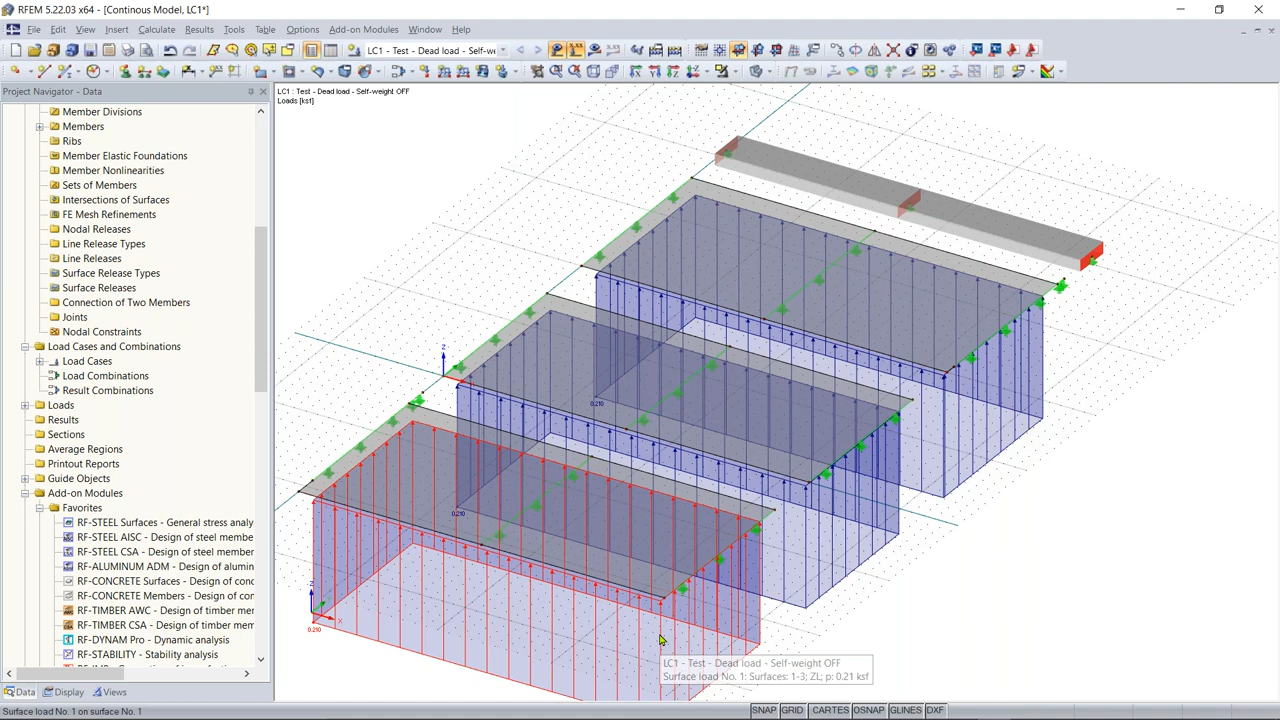 RFEM 5.22.03 x64 - [Continous Model, LC1*]
File Edit View Insert Calculate Results Tools Table Options Add-on Modules Window Help
LC1 - Test - Dead load - Self-we
Project Navigator - Data
LC1 : Test - Dead load - Self-weight OFF
Loads [ksf]
Member Divisions
Members
Ribs
Member Elastic Foundations
Member Nonlinearities
Sets of Members
Intersections of Surfaces
FE Mesh Refinements
Nodal Releases
Line Release Types
Line Releases
Surface Release Types
Surface Releases
Connection of Two Members
Joints
Nodal Constraints
Load Cases and Combinations
Load Cases
Load Combinations
Result Combinations
Loads
Results
Sections
Average Regions
Printout Reports
Guide Objects
Add-on Modules
Favorites
RF-STEEL Surfaces - General stress analy
RF-STEEL AISC - Design of steel membe
RF-STEEL CSA - Design of steel member
RF-ALUMINUM ADM - Design of alumin
RF-CONCRETE Surfaces - Design of conc
RF-CONCRETE Members - Design of cor
RF-TIMBER AWC - Design of timber mer
RF-TIMBER CSA - Design of timber mem
RF-DYNAM Pro - Dynamic analysis
RF-STABILITY - Stability analysis
Z
0.210
0.210
Z
X
0.210
LC1 - Test - Dead load - Self-weight OFF
Surface load No. 1: Surfaces: 1-3; ZL; p: 0.21 ksf
Data Display Views
Surface load No. 1 on surface No. 1
SNAP GRID CARTES OSNAP GLINES DXF